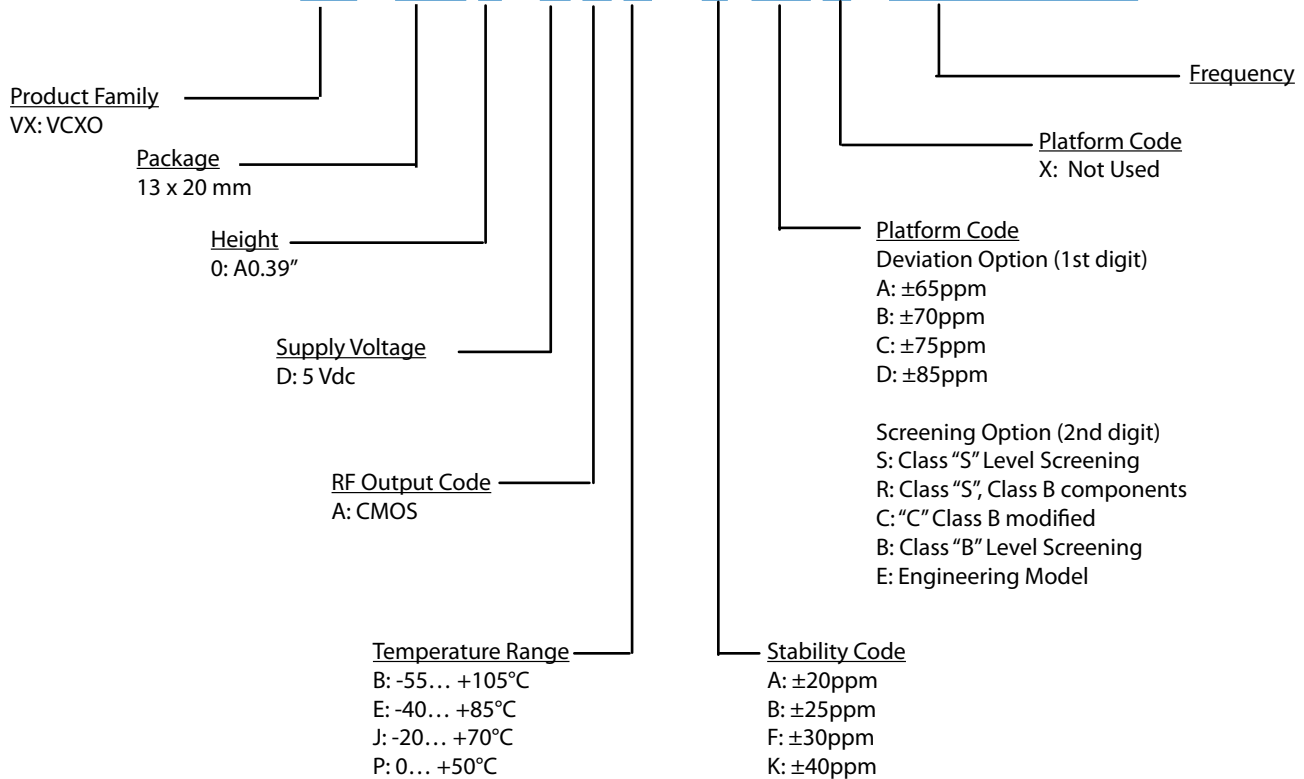 Frequency
Product Family
VX: VCXO
Platform Code
X: Not Used
Package
13 x 20 mm
Height
0: A0.39”
Platform Code
Deviation Option (1st digit)
A: ±65ppm
B: ±70ppm
C: ±75ppm
D: ±85ppm
Supply Voltage
D: 5 Vdc
Screening Option (2nd digit)
S: Class “S” Level Screening
R: Class “S”, Class B components
C: “C” Class B modified
B: Class “B” Level Screening
E: Engineering Model
RF Output Code
A: CMOS
Temperature Range
B: -55… +105°C
E: -40… +85°C
J: -20… +70°C
P: 0… +50°C
Stability Code
A: ±20ppm
B: ±25ppm
F: ±30ppm
K: ±40ppm